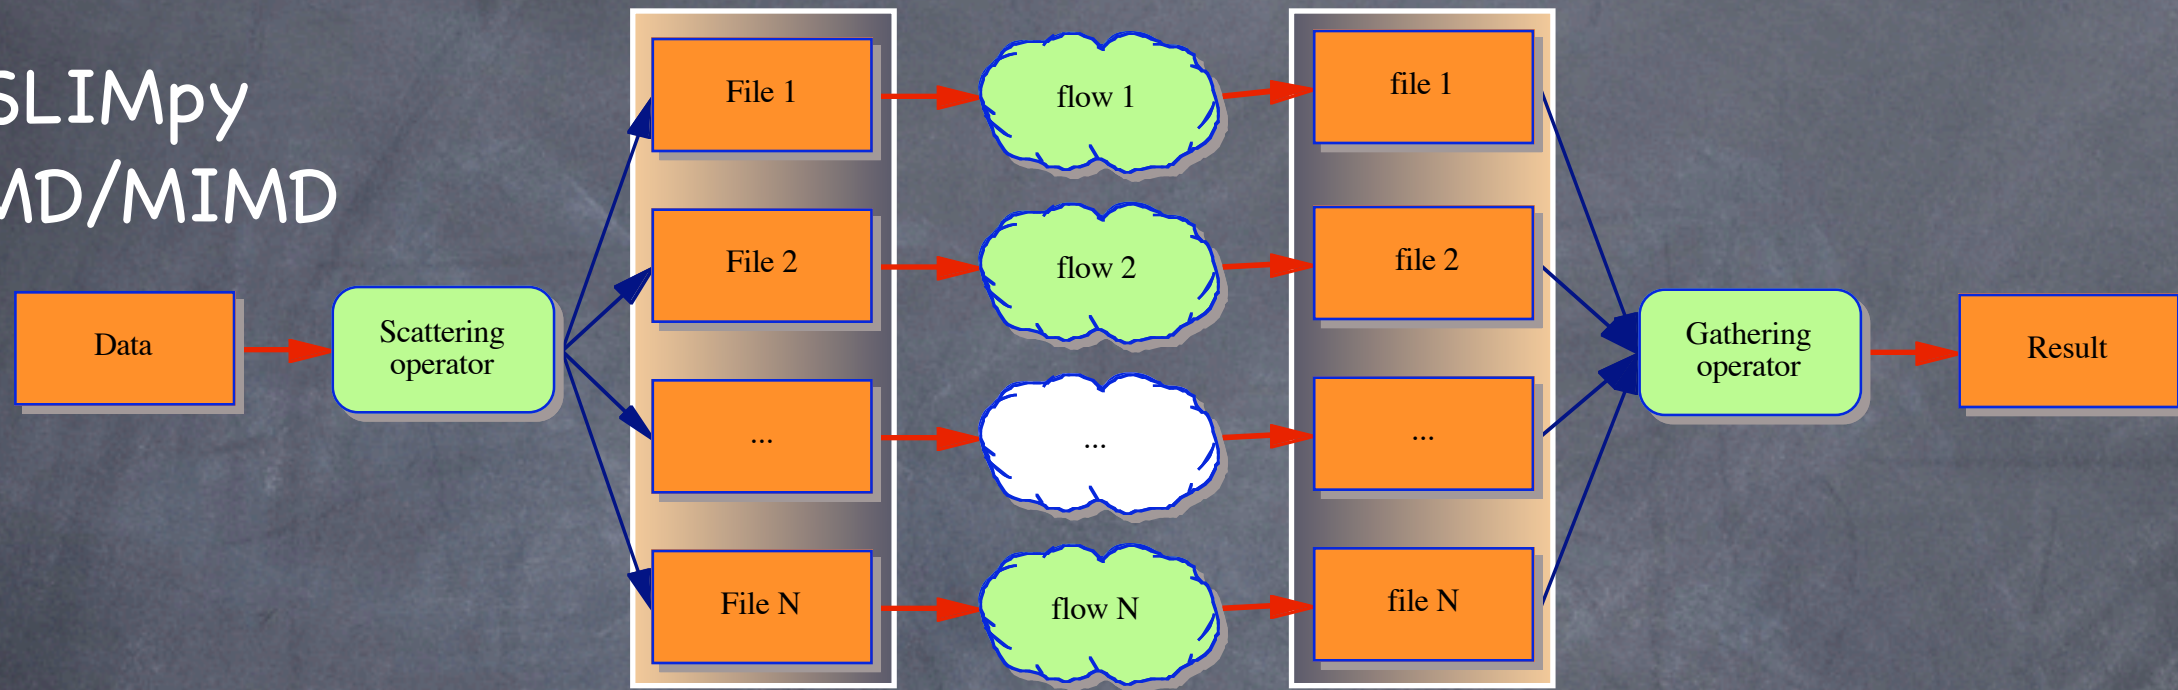 SLIMpy
MD/MIMD
Data
Scattering
operator
File 1
File 2
...
File N
flow 1
flow 2
...
flow N
file 1
file 2
...
file N
Gathering
operator
Result